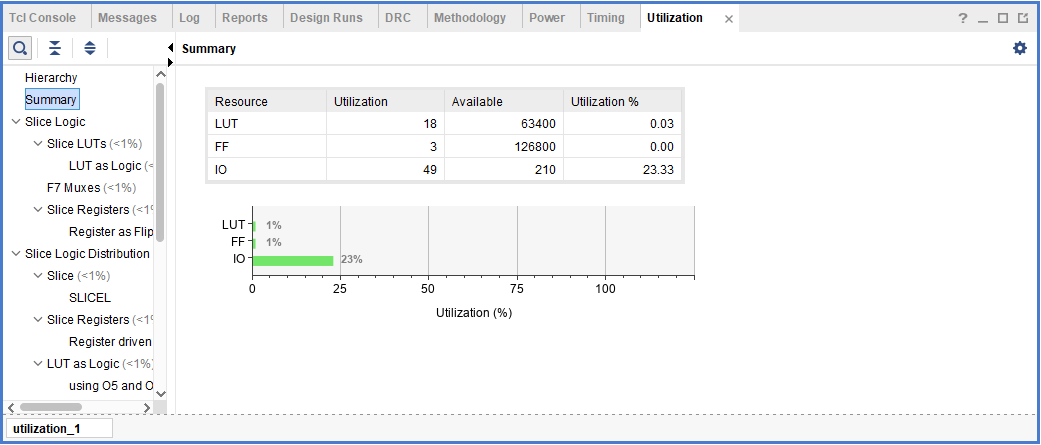 Tcl Console Messages Log Reports Design Runs DRC Methodology Power Timing Utilization × ?
Summary
Hierarchy
Summary
Slice Logic
Slice LUTs (<1%)
LUT as Logic (<
F7 Muxes (<1%)
Slice Registers (<1%
Register as Flip
Slice Logic Distribution
Slice (<1%)
SLICEL
Slice Registers (<1%
Register driven
LUT as Logic (<1%)
using O5 and O
Resource Utilization Available Utilization %
LUT 18 63400 0.03
FF 3 126800 0.00
IO 49 210 23.33
LUT 1%
FF 1%
IO 23%
0 25 50 75 100
Utilization (%)
utilization_1